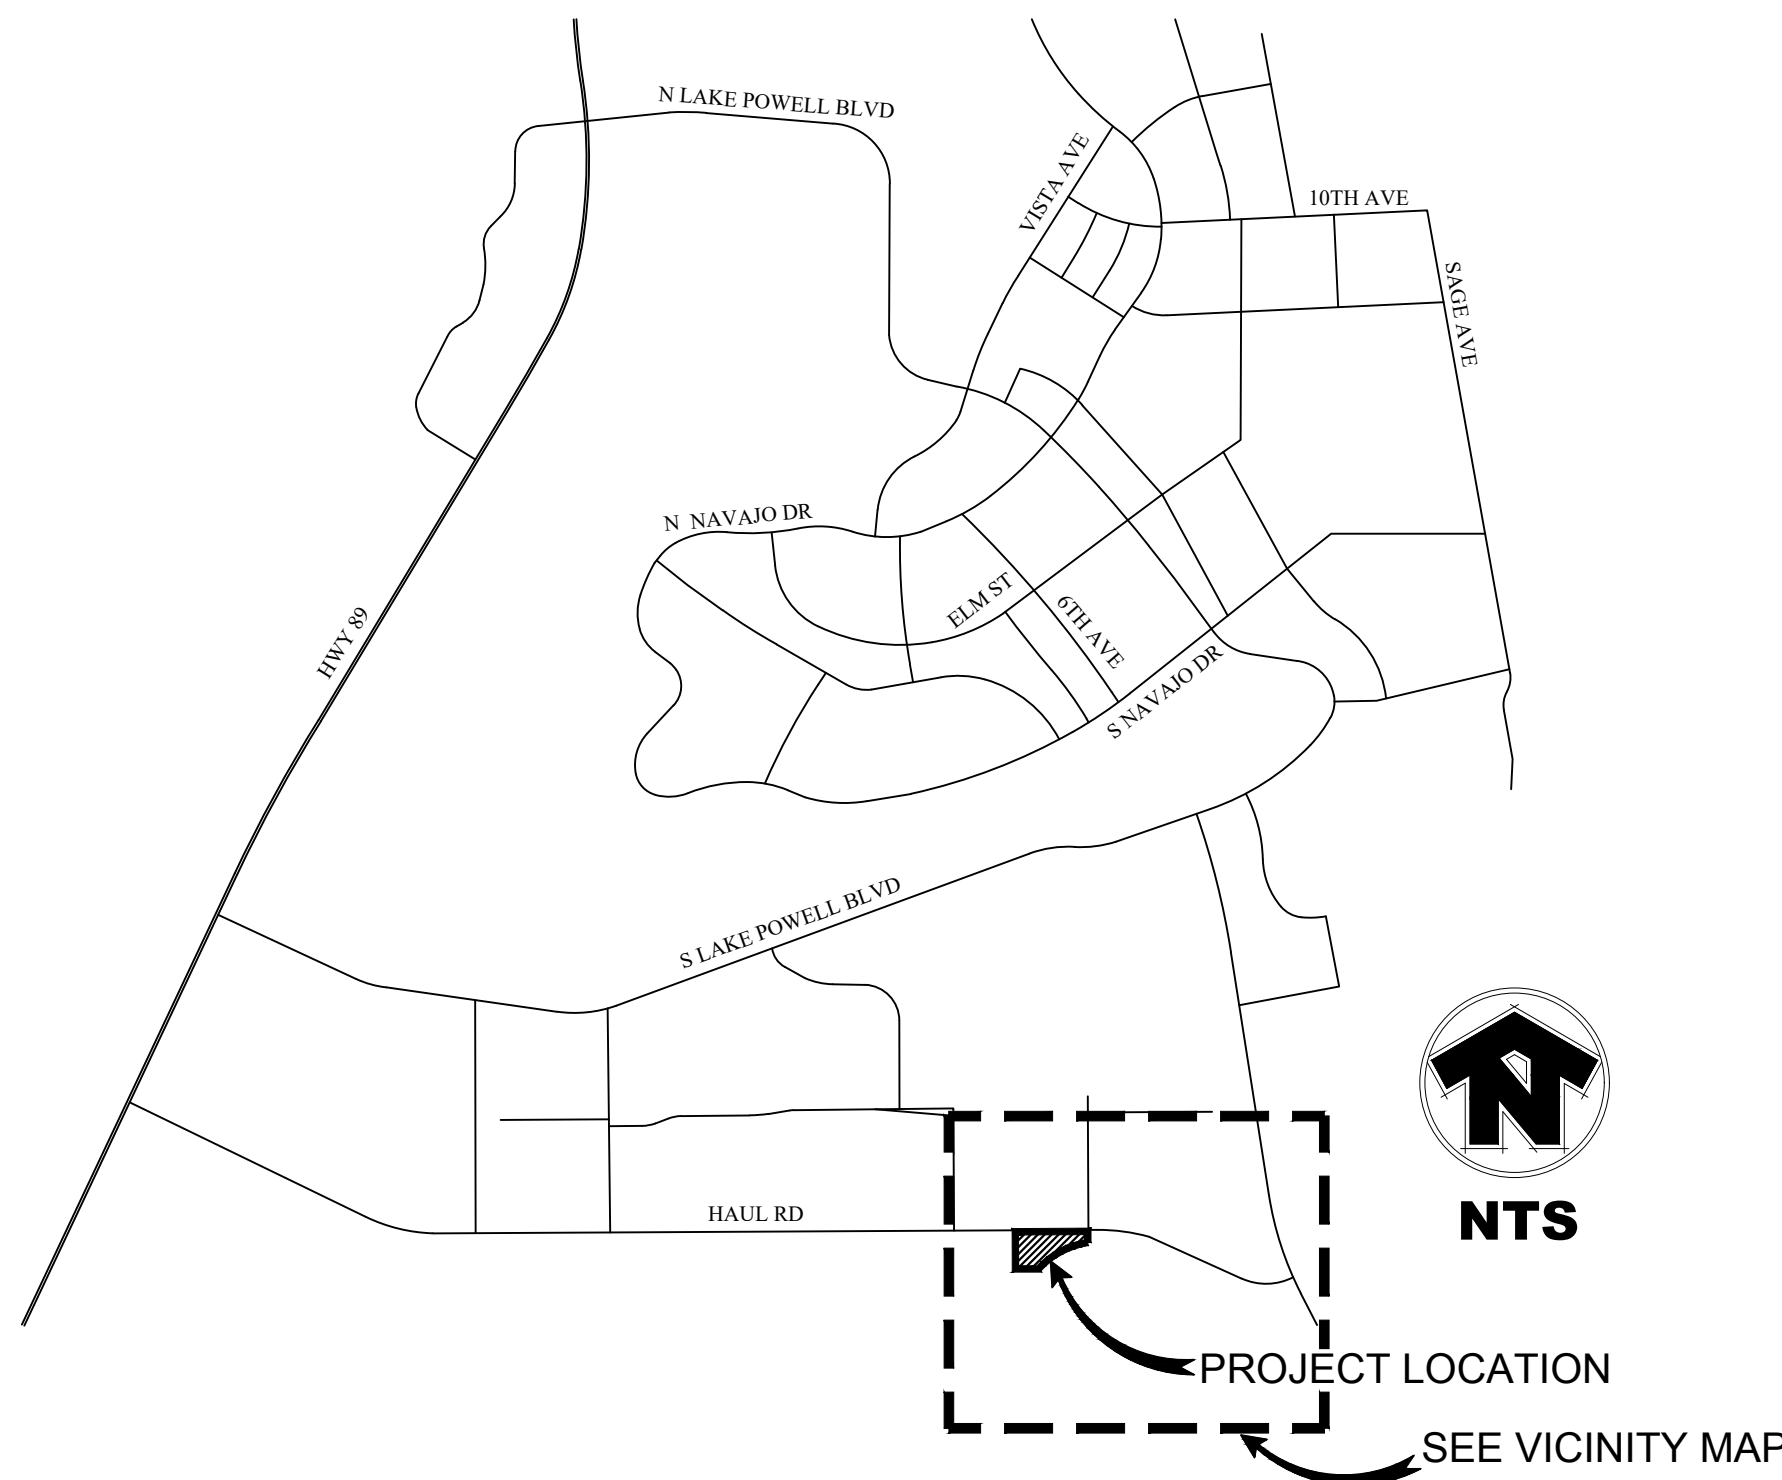 N LAKE POWELL BLVD
VISTA AVE
10TH AVE
SAGE AVE
N NAVAJO DR
ELM ST
6TH AVE
HWY 89
S NAVAJO DR
S LAKE POWELL BLVD
N
NTS
HAUL RD
PROJECT LOCATION
SEE VICINITY MAP